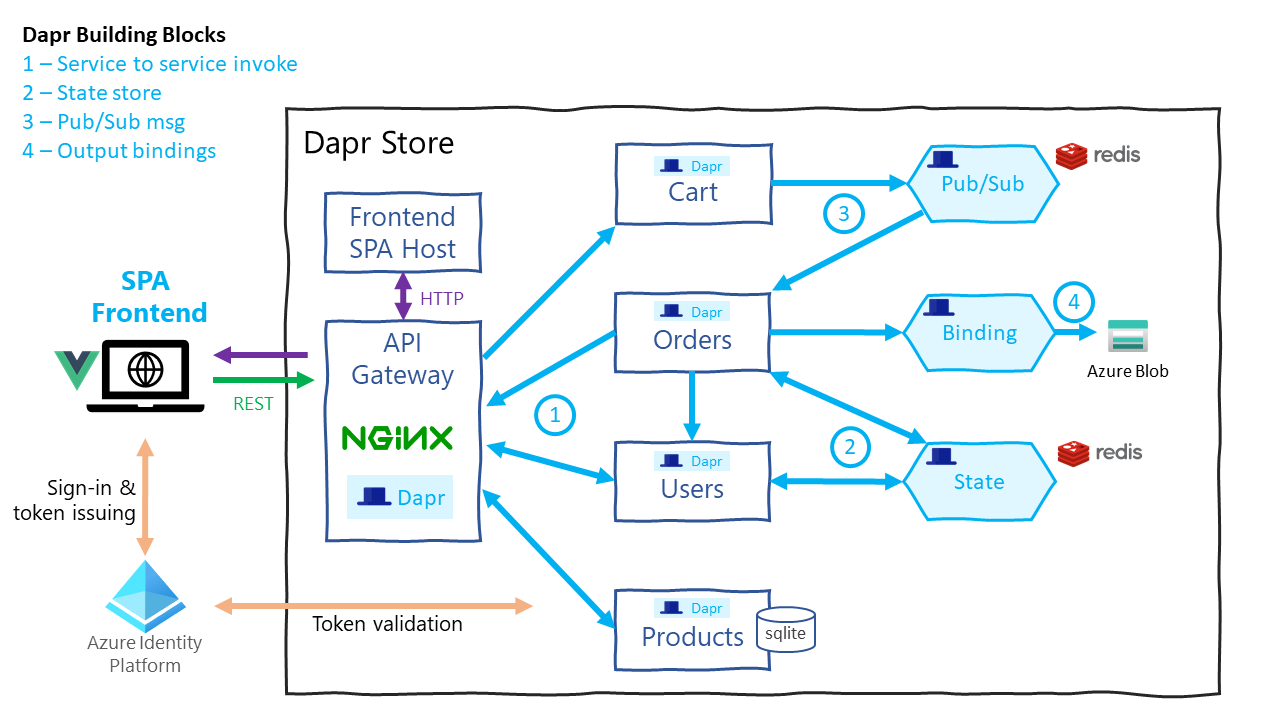 Dapr Building Blocks
1 – Service to service invoke
2 – State store
3 – Pub/Sub msg
4 – Output bindings
Dapr Store
Frontend
SPA Host
HTTP
SPA
Frontend
REST
API
Gateway
NGINX
Dapr
Sign-in &
token issuing
Azure Identity
Platform
Token validation
Dapr
Cart
3
Pub/Sub
redis
Dapr
Orders
Binding
4
Azure Blob
1
Dapr
Users
2
State
redis
Dapr
Products
sqlite